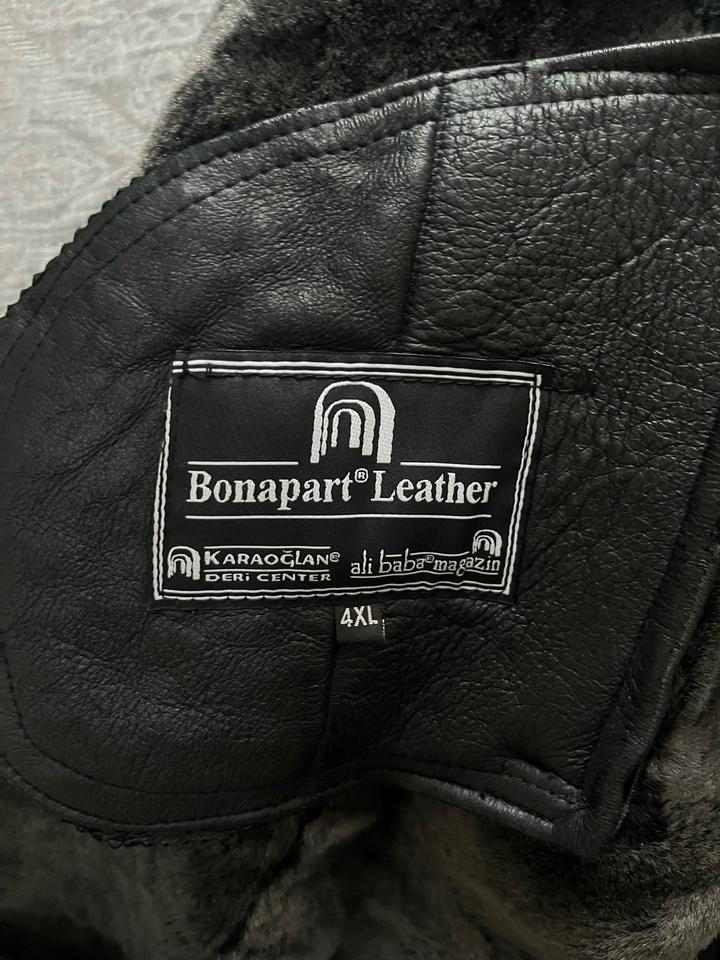 Bonapart® Leather
KARAOĞLAN®
DERİ CENTER
ali baba® magazin
4XL